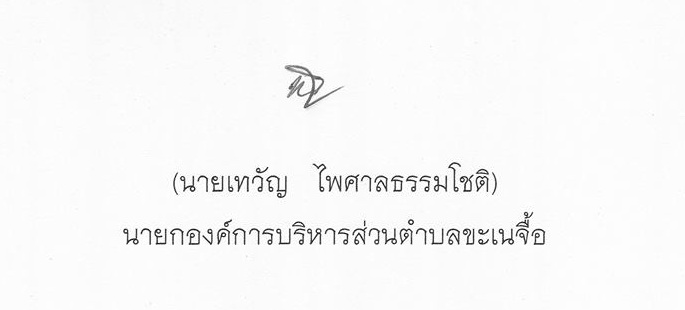 (นายเทวัญ ไพศาลธรรมโชติ)
นายกองค์การบริหารส่วนตำบลขะเนจื้อ